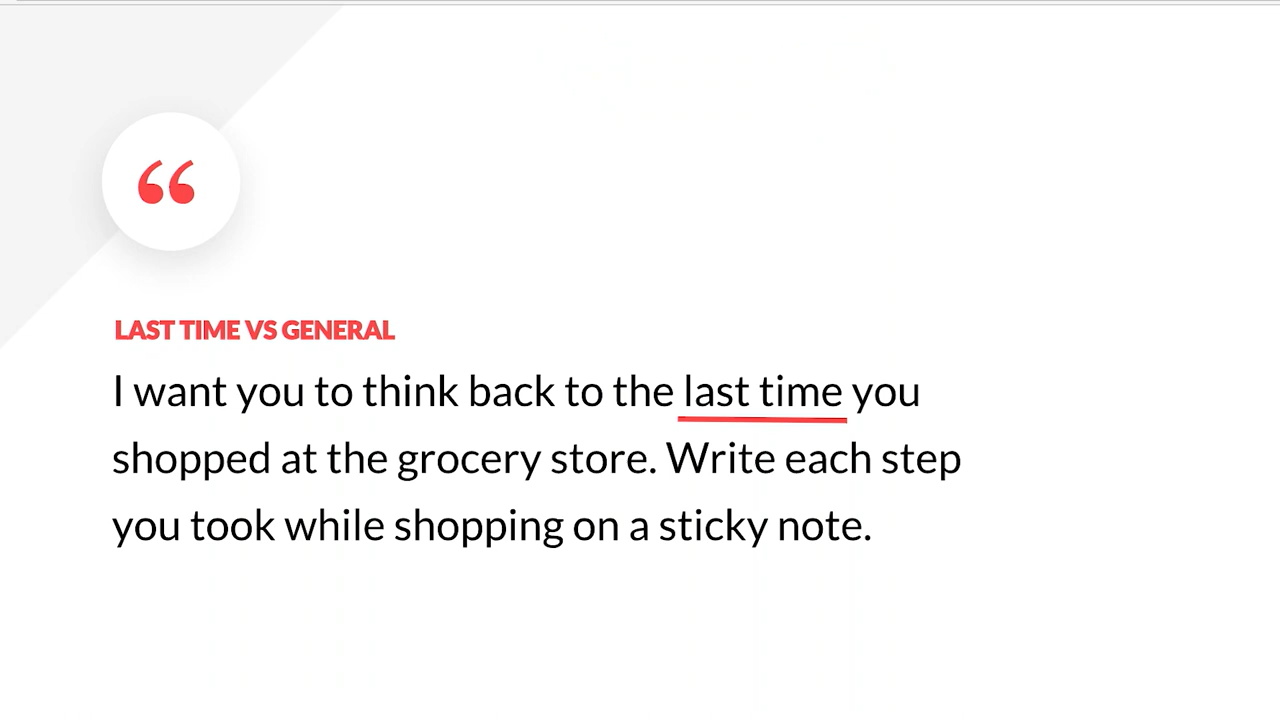 “
LAST TIME VS GENERAL
I want you to think back to the last time you
shopped at the grocery store. Write each step
you took while shopping on a sticky note.